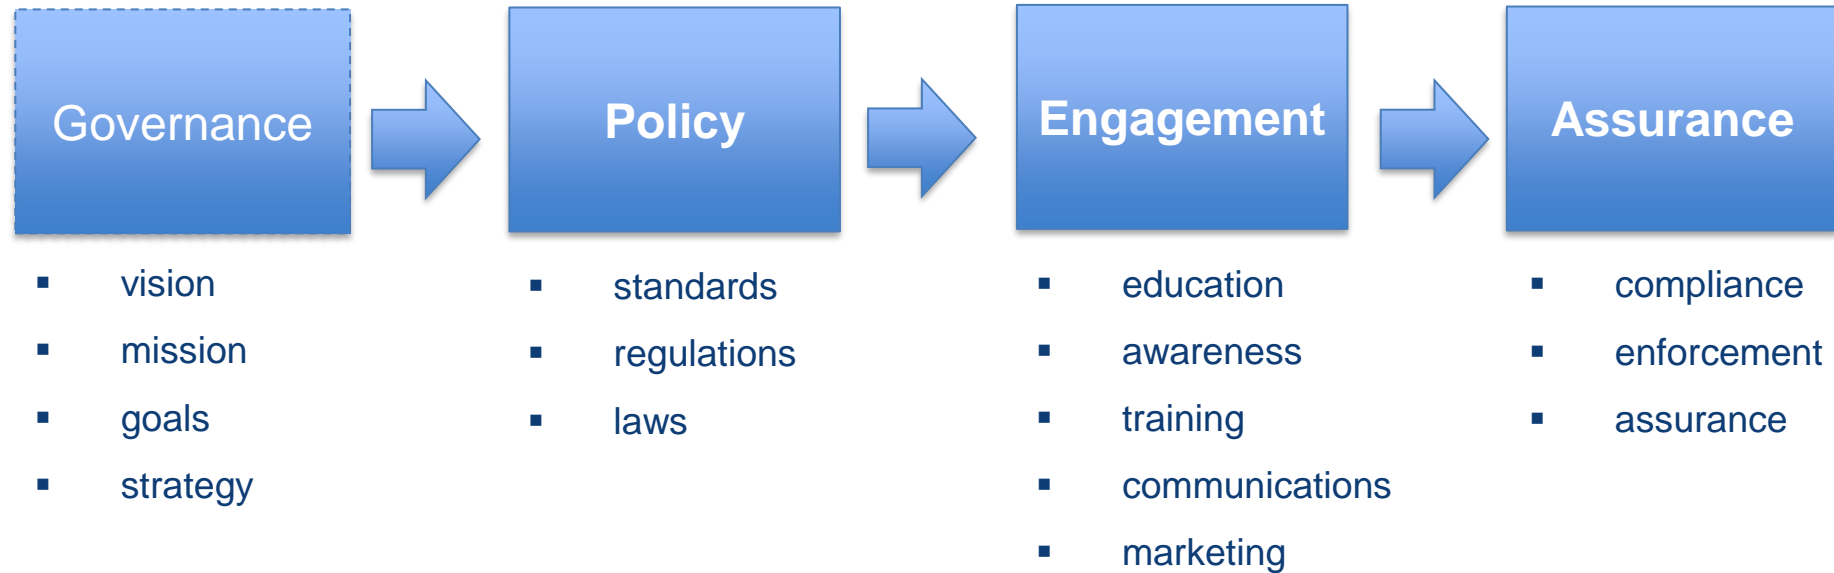 Governance
Policy
Engagement
Assurance
▪ vision
▪ mission
▪ goals
▪ strategy
▪ standards
▪ regulations
▪ laws
▪ education
▪ awareness
▪ training
▪ communications
▪ marketing
▪ compliance
▪ enforcement
▪ assurance